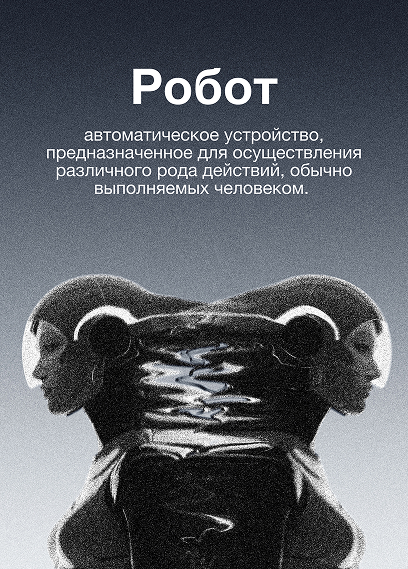 Робот
автоматическое устройство,
предназначенное для осуществления
различного рода действий, обычно
выполняемых человеком.